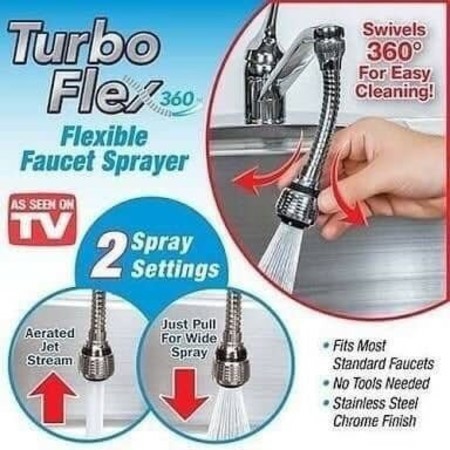 Turbo
Flex 360™
Flexible
Faucet Sprayer
AS SEEN ON
TV
Swivels
360°
For Easy
Cleaning!
2 Spray
Settings
Aerated
Jet
Stream
Just Pull
For Wide
Spray
• Fits Most
Standard Faucets
• No Tools Needed
• Stainless Steel
Chrome Finish